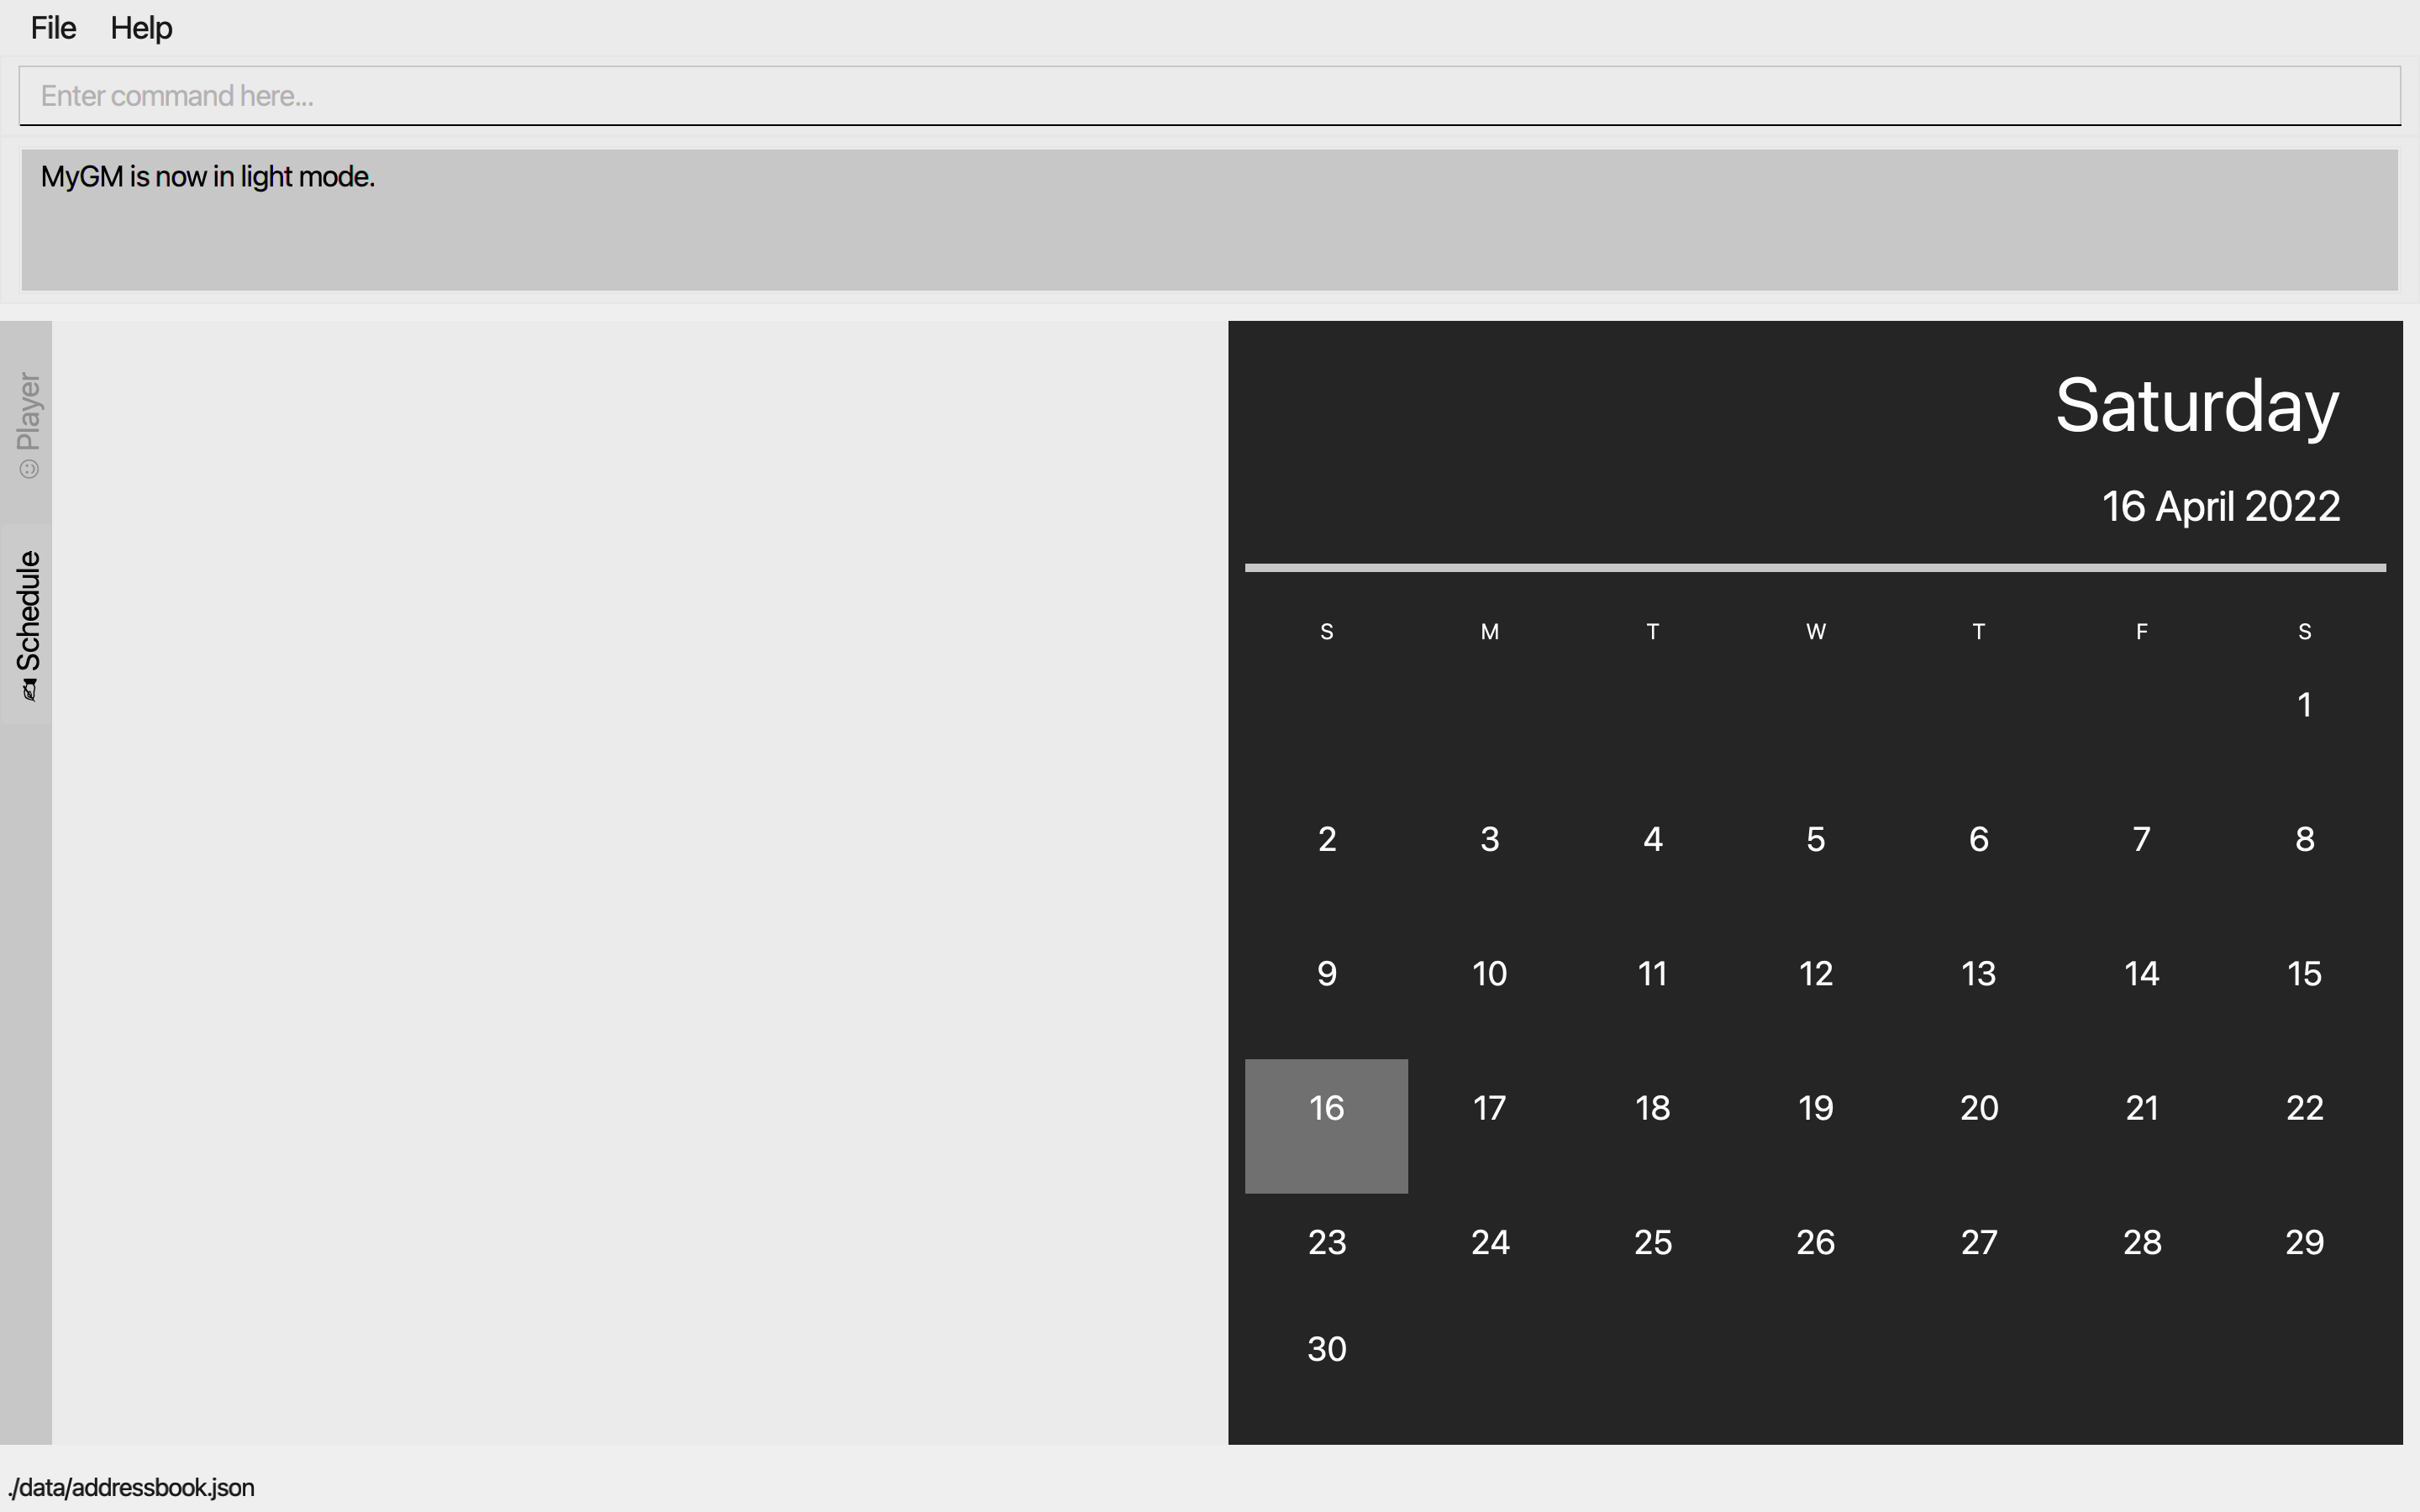 File Help
Enter command here...
MyGM is now in light mode.
☺ Player
✍ Schedule
Saturday
16 April 2022
S M T W T F S
1
2 3 4 5 6 7 8
9 10 11 12 13 14 15
16 17 18 19 20 21 22
23 24 25 26 27 28 29
30
./data/addressbook.json